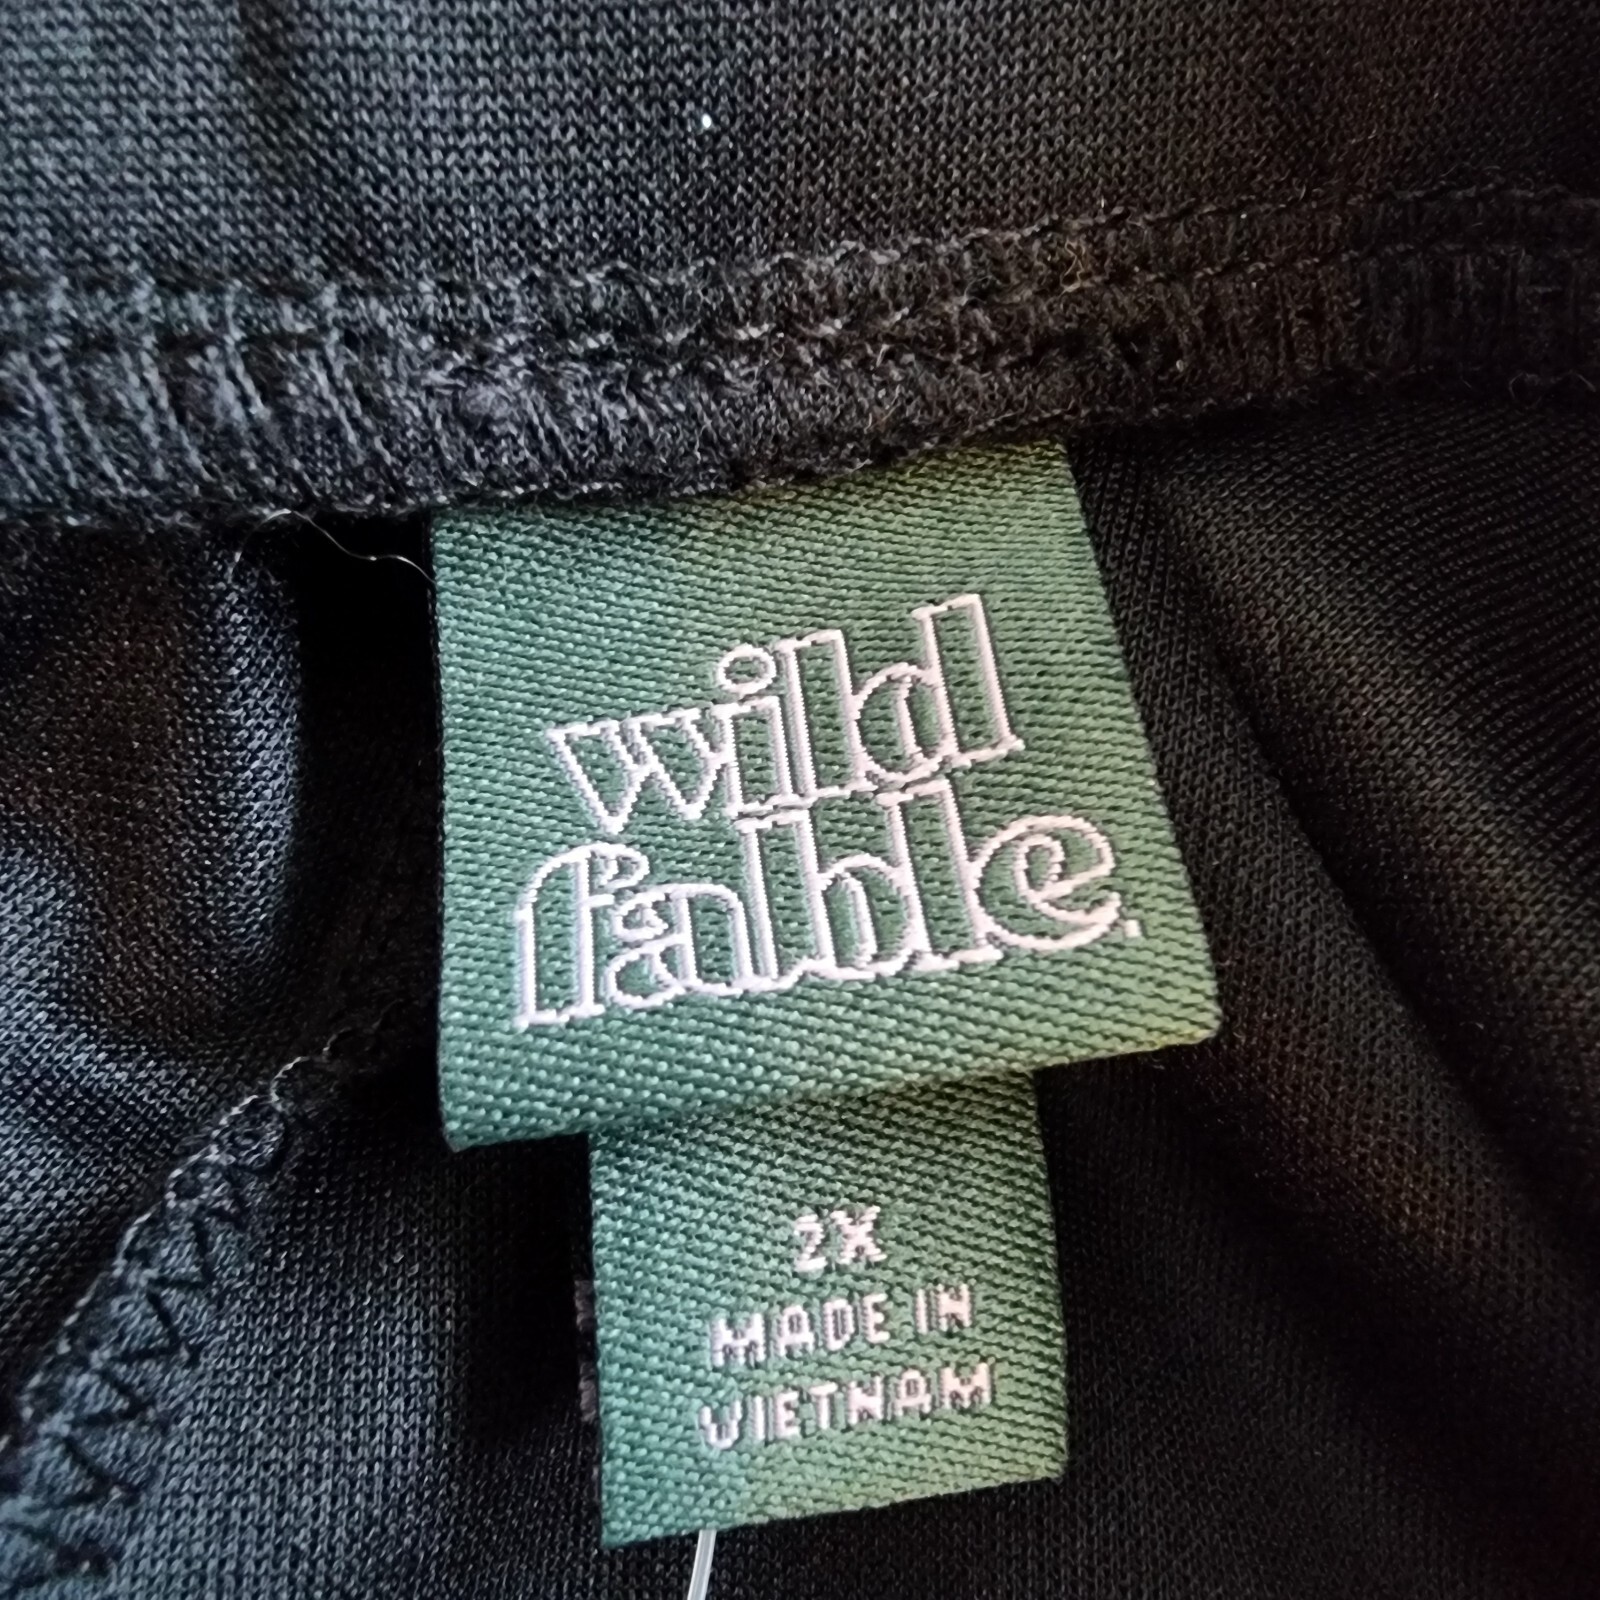 wild
fable.
2X
MADE IN
VIETNAM